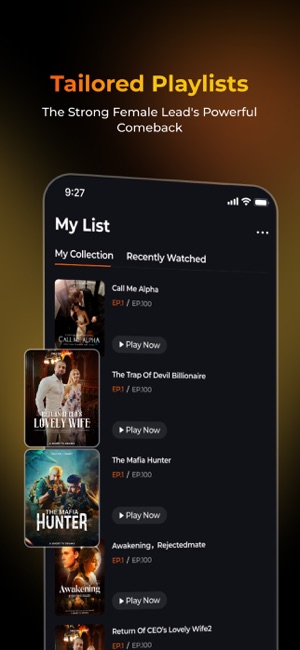 Tailored Playlists
The Strong Female Lead's Powerful
Comeback
9:27
My List
My Collection
Recently Watched
Call Me Alpha
EP.1 / EP.100
CALL ME ALPHA
Play Now
The Trap Of Devil Billionaire
EP.1 / EP.100
LOVELY WIFE
Play Now
The Mafia Hunter
EP.1 / EP.100
THE MAFIA
HUNTER
Play Now
Awakening，Rejectedmate
EP.1 / EP.100
Awakening
Play Now
Return Of CEO's Lovely Wife2
EP.1 / EP.100